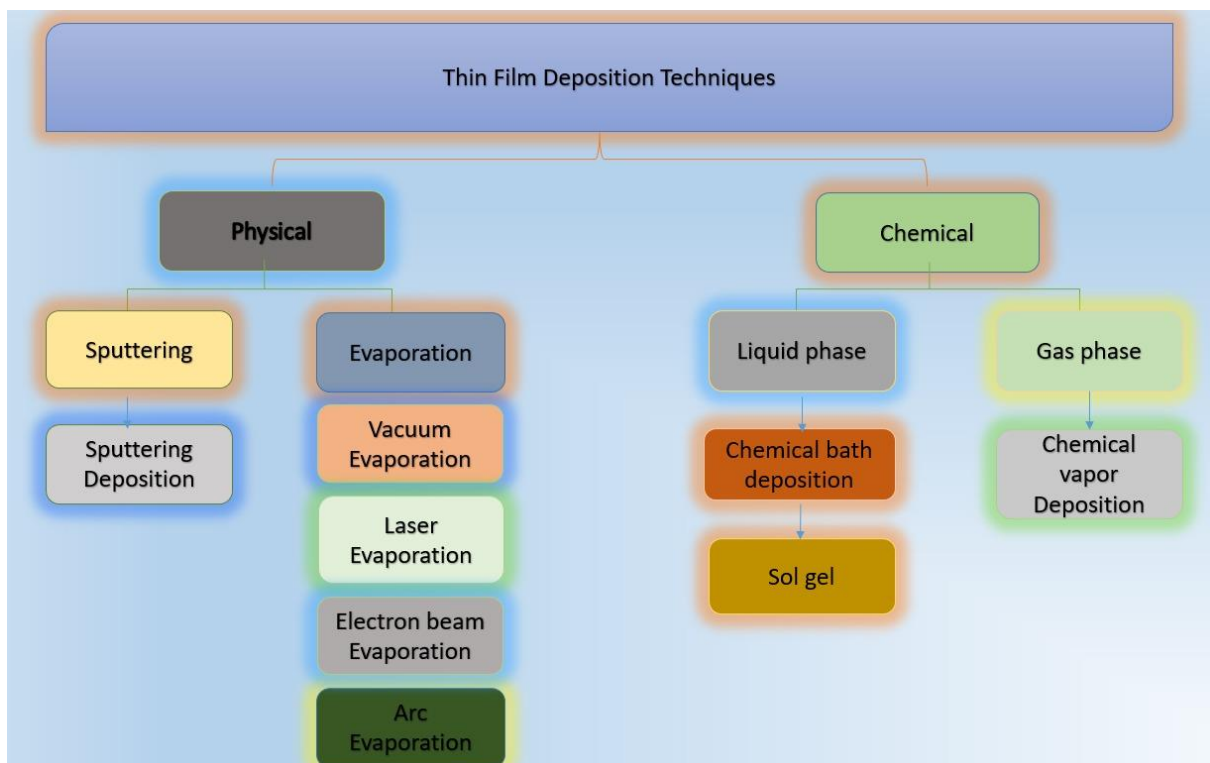 Thin Film Deposition Techniques
Physical
Chemical
Sputtering
Evaporation
Liquid phase
Gas phase
Sputtering
Deposition
Vacuum
Evaporation
Laser
Evaporation
Electron beam
Evaporation
Arc
Evaporation
Chemical bath
deposition
Sol gel
Chemical
vapor
Deposition